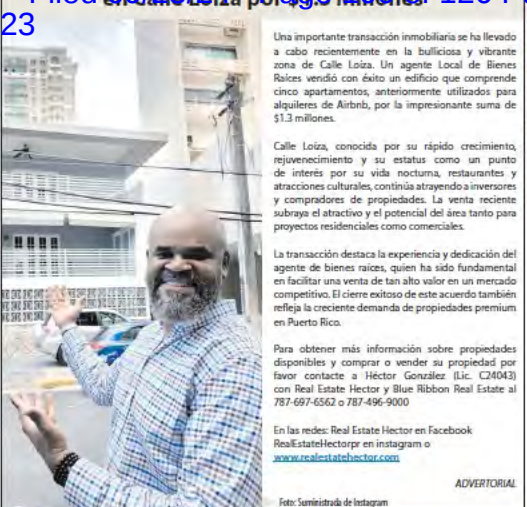 en Calle Loíza por $1.3 millones
23
Una importante transacción inmobiliaria se ha llevado
a cabo recientemente en la bulliciosa y vibrante
zona de Calle Loíza. Un agente Local de Bienes
Raíces vendió con éxito un edificio que comprende
cinco apartamentos, anteriormente utilizados para
alquileres de Airbnb, por la impresionante suma de
$1.3 millones.
Calle Loíza, conocida por su rápido crecimiento,
rejuvenecimiento y su estatus como un punto
de interés por su vida nocturna, restaurantes y
atracciones culturales, continúa atrayendo a inversores
y compradores de propiedades. La venta reciente
subraya el atractivo y el potencial del área tanto para
proyectos residenciales como comerciales.
La transacción destaca la experiencia y dedicación del
agente de bienes raíces, quien ha sido fundamental
en facilitar una venta de tan alto valor en un mercado
competitivo. El cierre exitoso de este acuerdo también
refleja la creciente demanda de propiedades premium
en Puerto Rico.
Para obtener más información sobre propiedades
disponibles y comprar o vender su propiedad por
favor contacte a Héctor González (Lic. C24043)
con Real Estate Hector y Blue Ribbon Real Estate al
787-697-6562 o 787-496-9000
En las redes: Real Estate Hector en Facebook
RealEstateHectorpr en instagram o
www.realestatehector.com
ADVERTORIAL
Foto: Suministrada de Instagram